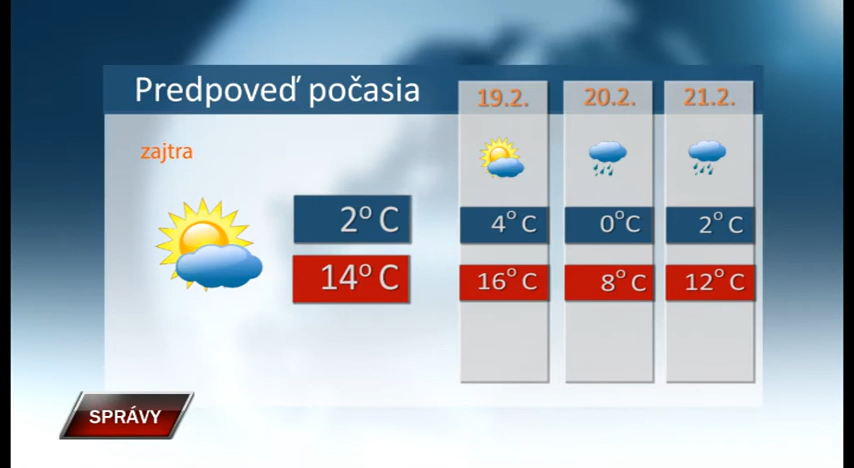 Predpoveď počasia
zajtra
2° C
14° C
19.2.
4° C
16° C
20.2.
0°C
8° C
21.2.
2° C
12° C
SPRÁVY